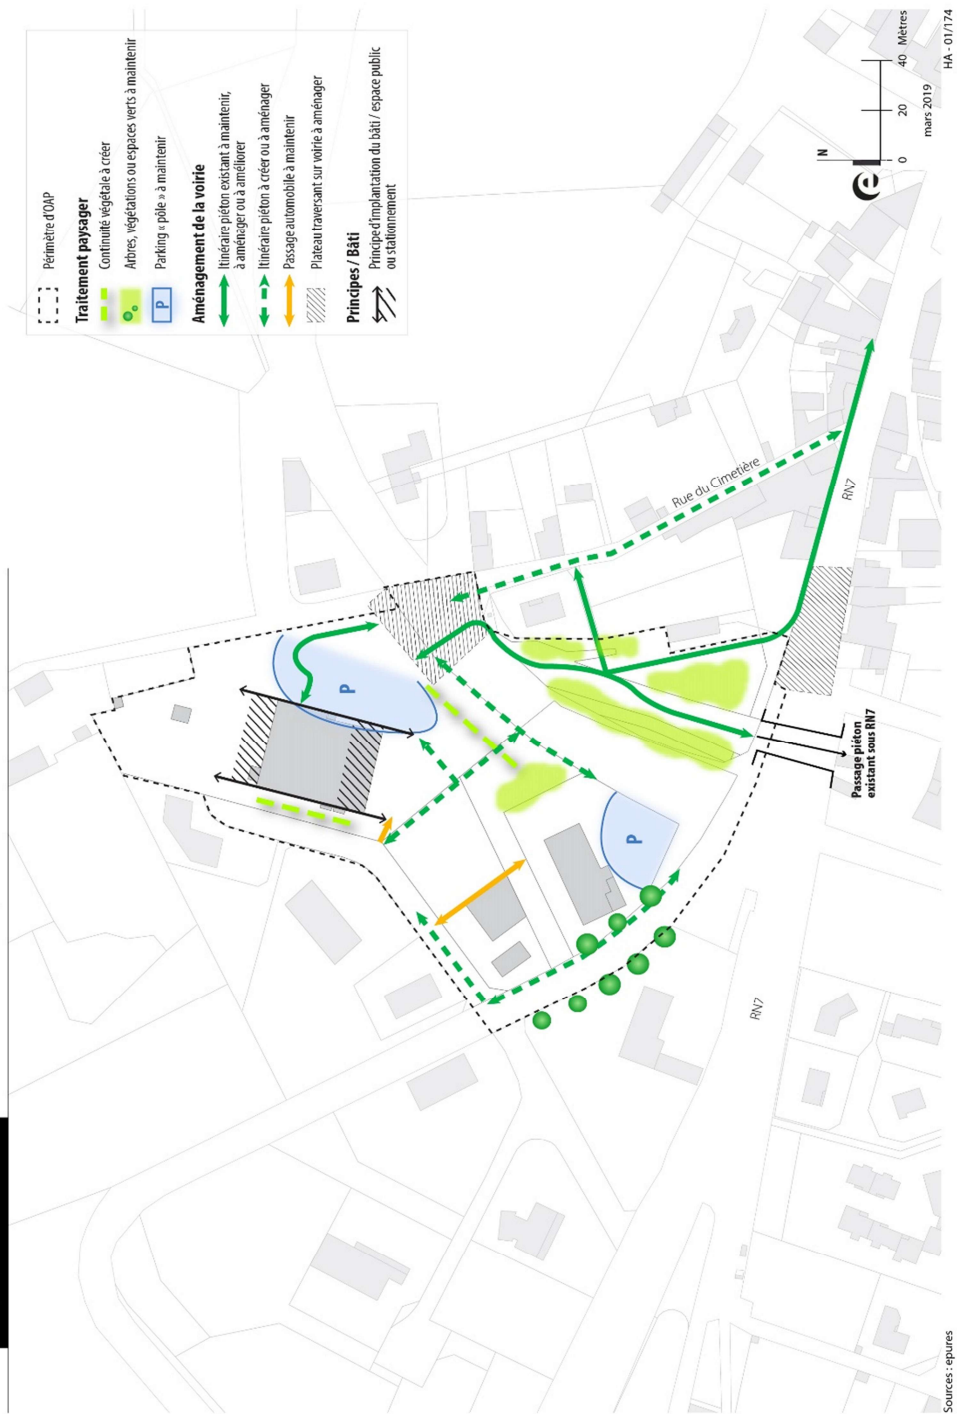 Périmètre d'OAP
Traitement paysager
Continuité végétale à créer
Arbres, végétations ou espaces verts à maintenir
P
Parking « pôle » à maintenir
Aménagement de la voirie
Itinéraire piéton existant à maintenir,
à aménager ou à améliorer
Itinéraire piéton à créer ou à aménager
Passage automobile à maintenir
Plateau traversant sur voirie à aménager
Principes / Bâti
Principe d'implantation du bâti / espace public
ou stationnement
P
P
Rue du Cimetière
RN7
RN7
Passage piéton
existant sous RN7
N
0 20 40 Mètres
mars 2019
Sources : epures
HA - 01/174